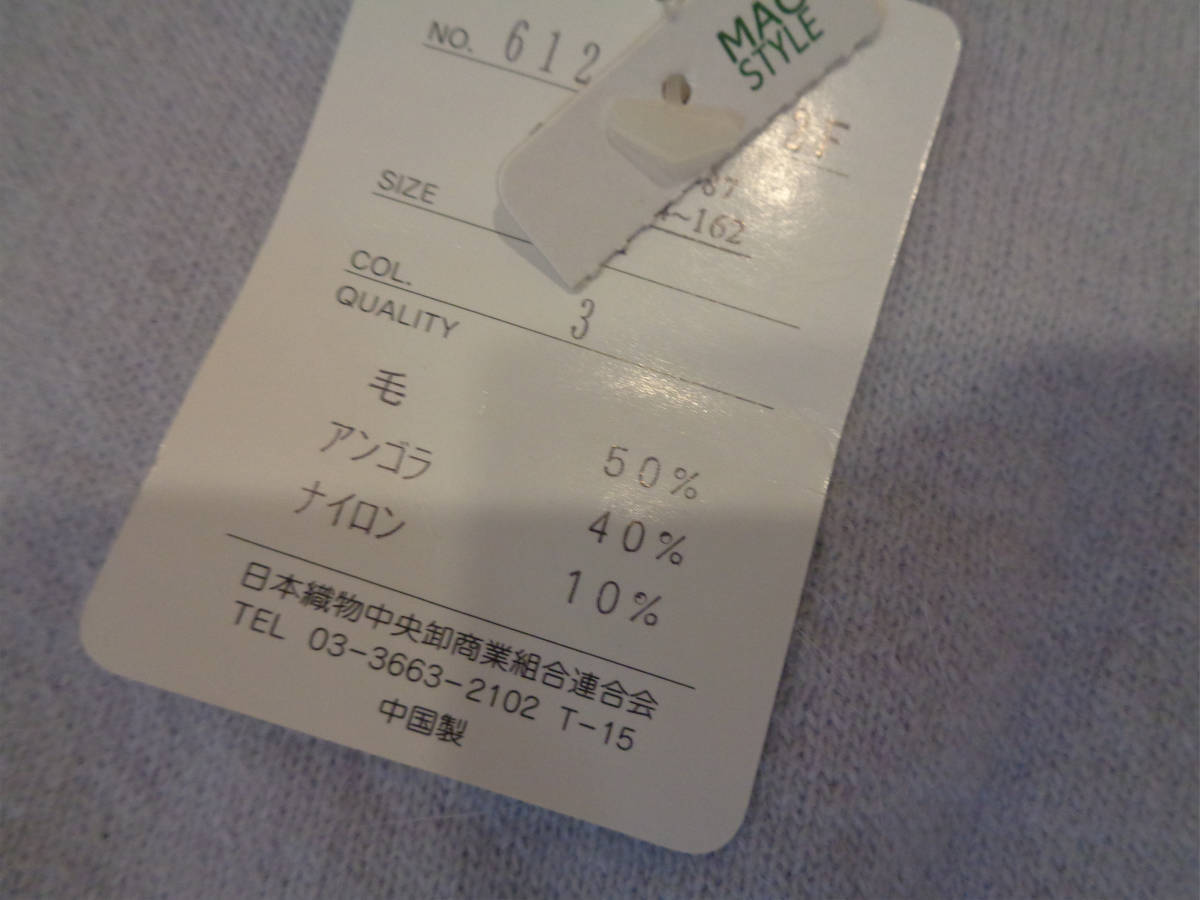 MAC
STYLE
NO. 612
87
~162
SIZE
COL. 3
QUALITY
毛 50%
アンゴラ 40%
ナイロン 10%
日本織物中央卸商業組合連合会
TEL 03-3663-2102 T-15
中国製